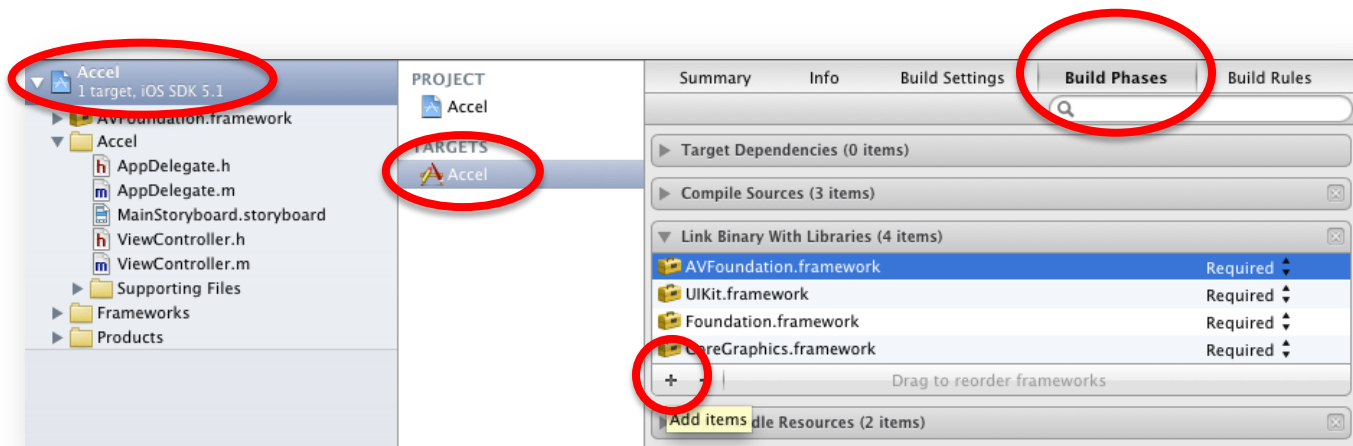 Accel
1 target, iOS SDK 5.1
AVFoundation.framework
Accel
AppDelegate.h
AppDelegate.m
MainStoryboard.storyboard
ViewController.h
ViewController.m
Supporting Files
Frameworks
Products
PROJECT
Accel
TARGETS
Accel
Summary Info Build Settings Build Phases Build Rules
Target Dependencies (0 items)
Compile Sources (3 items)
Link Binary With Libraries (4 items)
AVFoundation.framework Required
UIKit.framework Required
Foundation.framework Required
CoreGraphics.framework Required
+ - Drag to reorder frameworks
Add items
dle Resources (2 items)